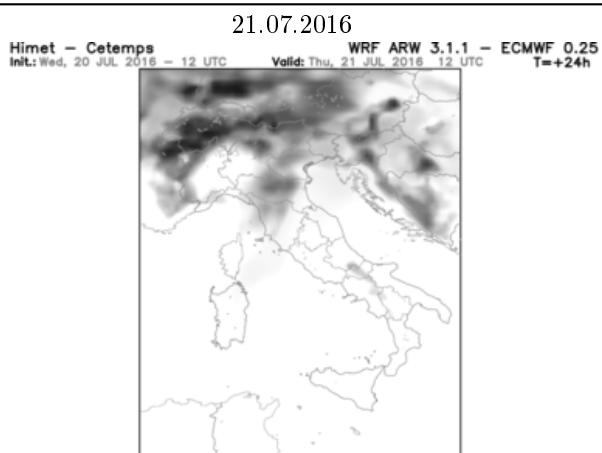 21.07.2016
Himet – Cetemps WRF ARW 3.1.1 – ECMWF 0.25
Init.: Wed, 20 JUL 2016 – 12 UTC Valid: Thu, 21 JUL 2016 12 UTC T=+24h